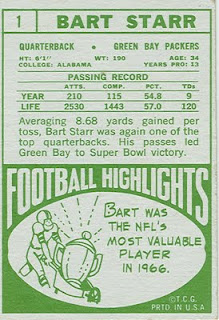 1 BART STARR
QUARTERBACK • GREEN BAY PACKERS
HT: 6'1" WT: 190 AGE: 34
COLLEGE: ALABAMA YEARS PRO: 13
PASSING RECORD
ATTS. COMP. PCT. TDs
YEAR 210 115 54.8 9
LIFE 2530 1443 57.0 120
Averaging 8.68 yards gained per
toss, Bart Starr was again one of the
top quarterbacks. His passes led
Green Bay to Super Bowl victory.
FOOTBALL HIGHLIGHTS
BART WAS
THE NFL'S
MOST VALUABLE
PLAYER
IN 1966.
©T.C.G.
PRTD IN U.S.A